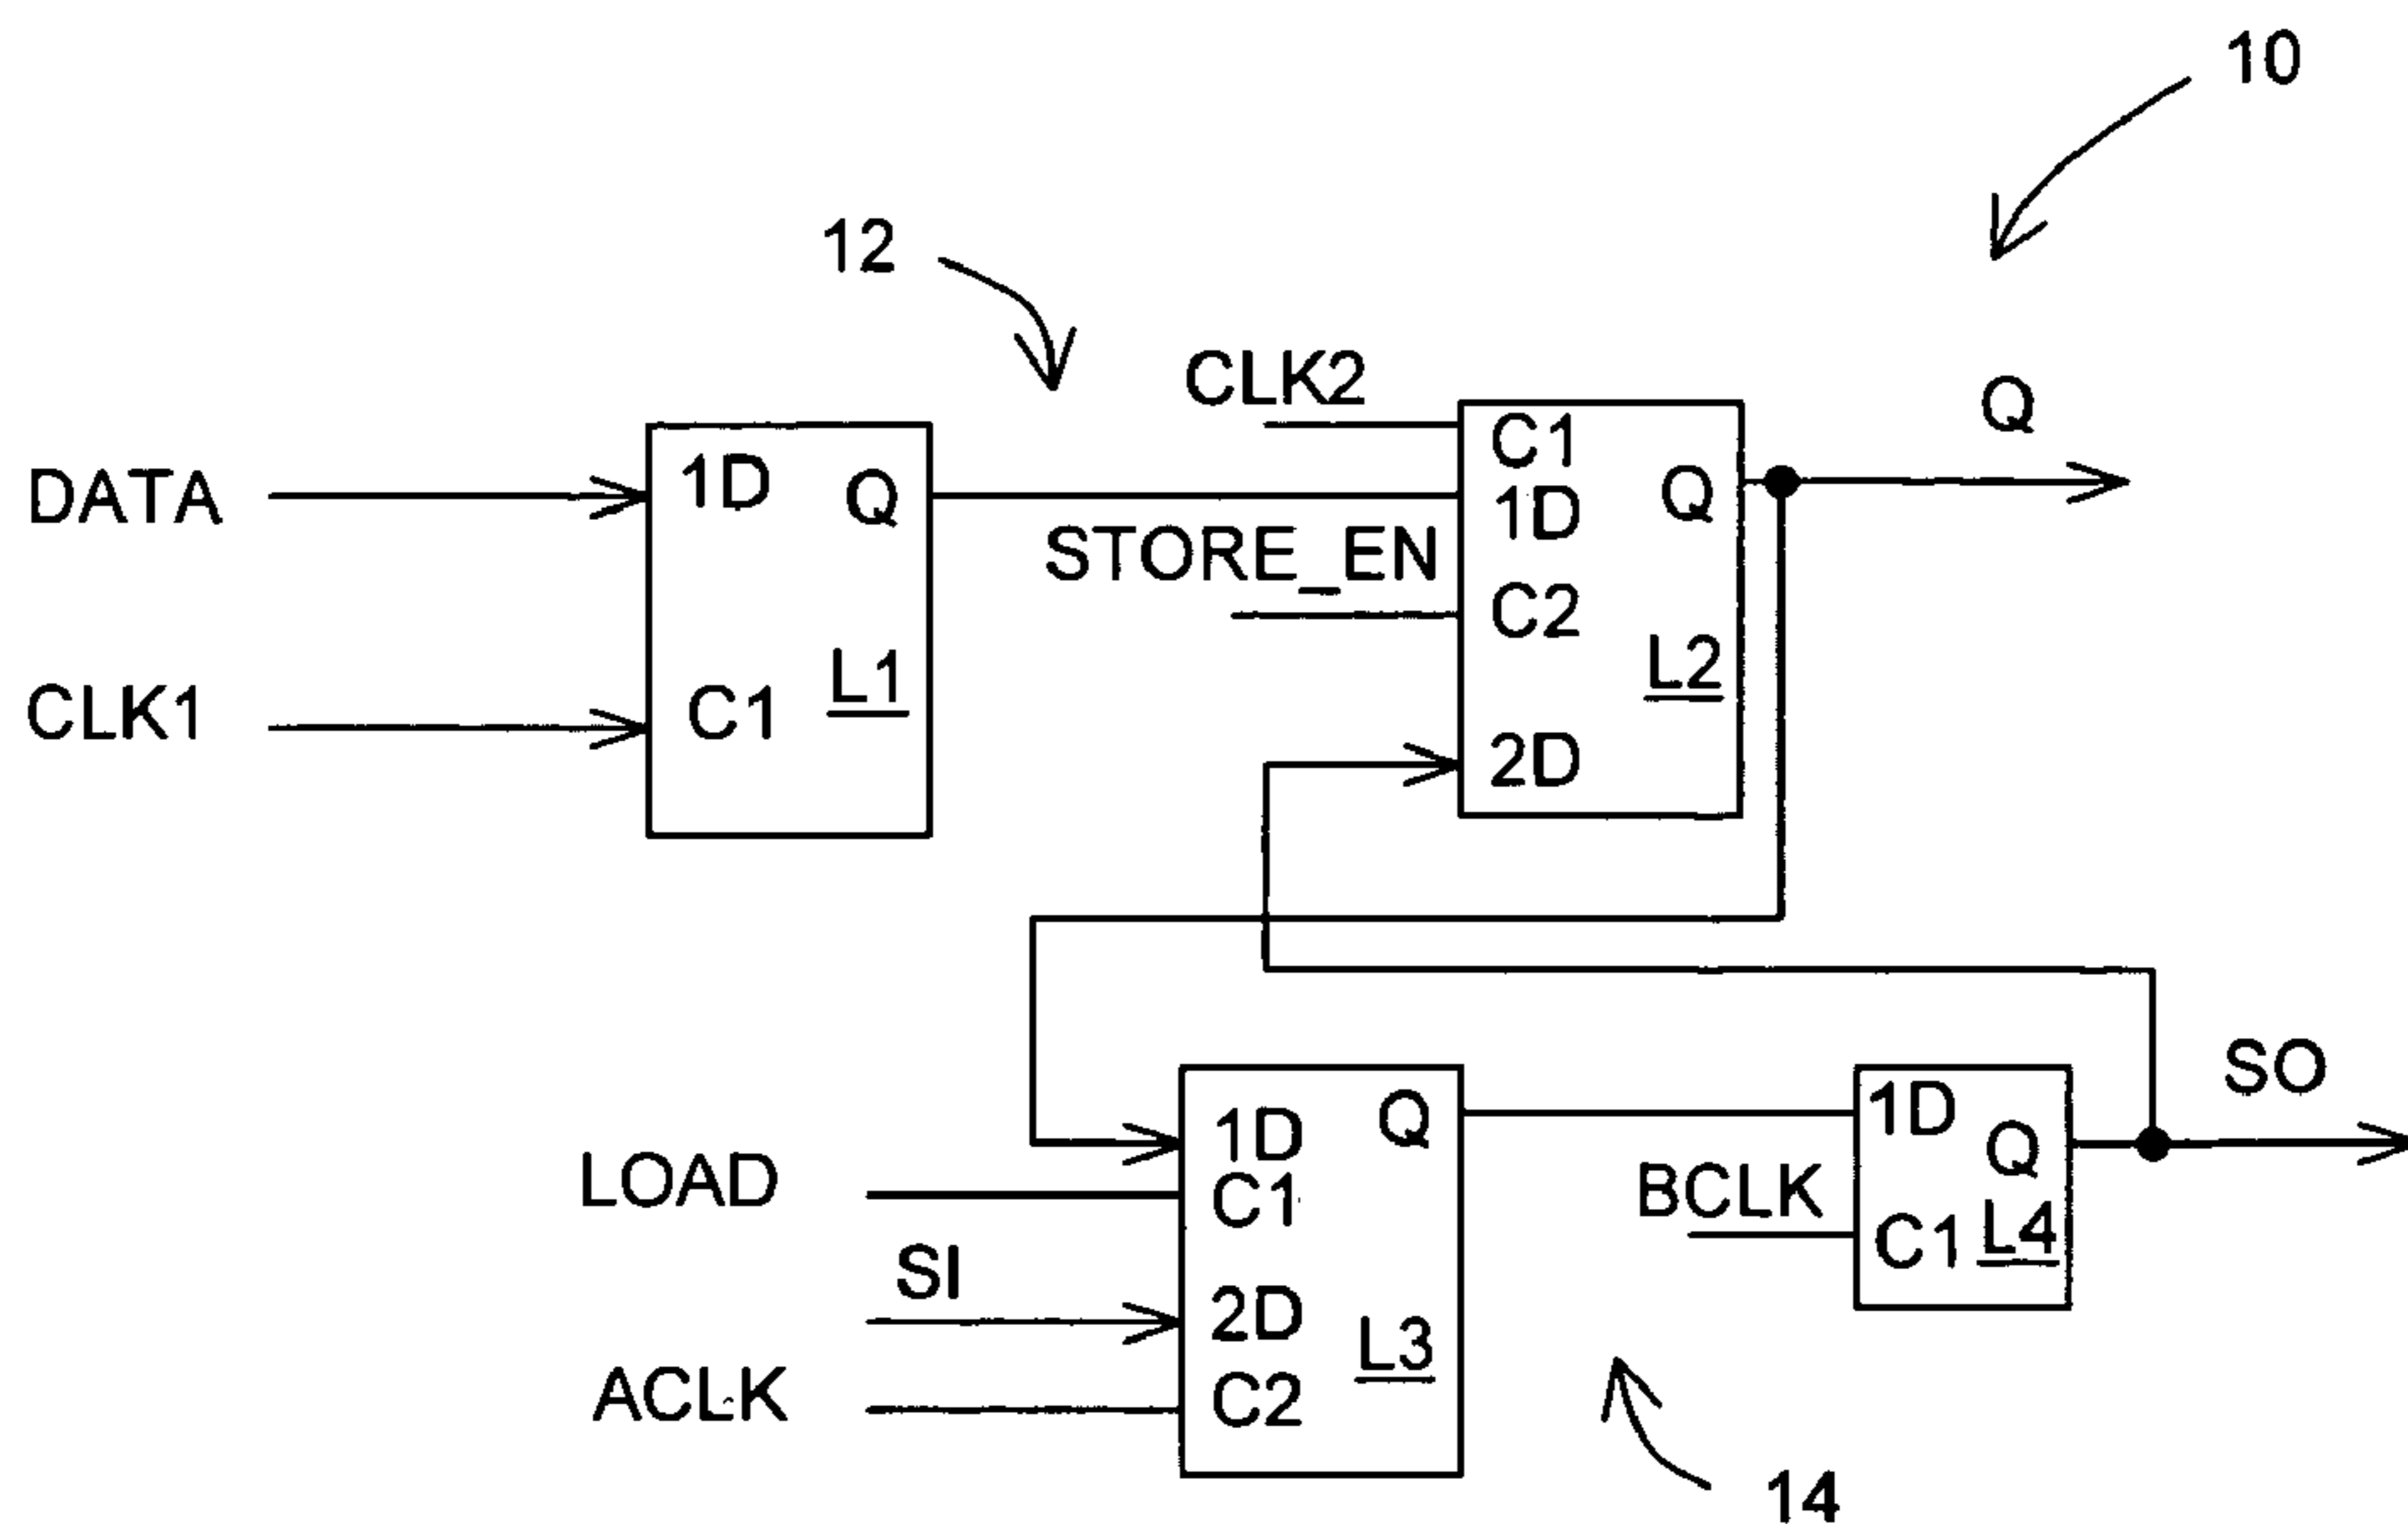 10
12
CLK2
Q
DATA
1D
Q
C1
1D
Q
STORE_EN
C2
L2
CLK1
C1
L1
2D
SO
LOAD
1D
C1
Q
1D
Q
BCLK
C1
L4
SI
2D
L3
ACLK
C2
14